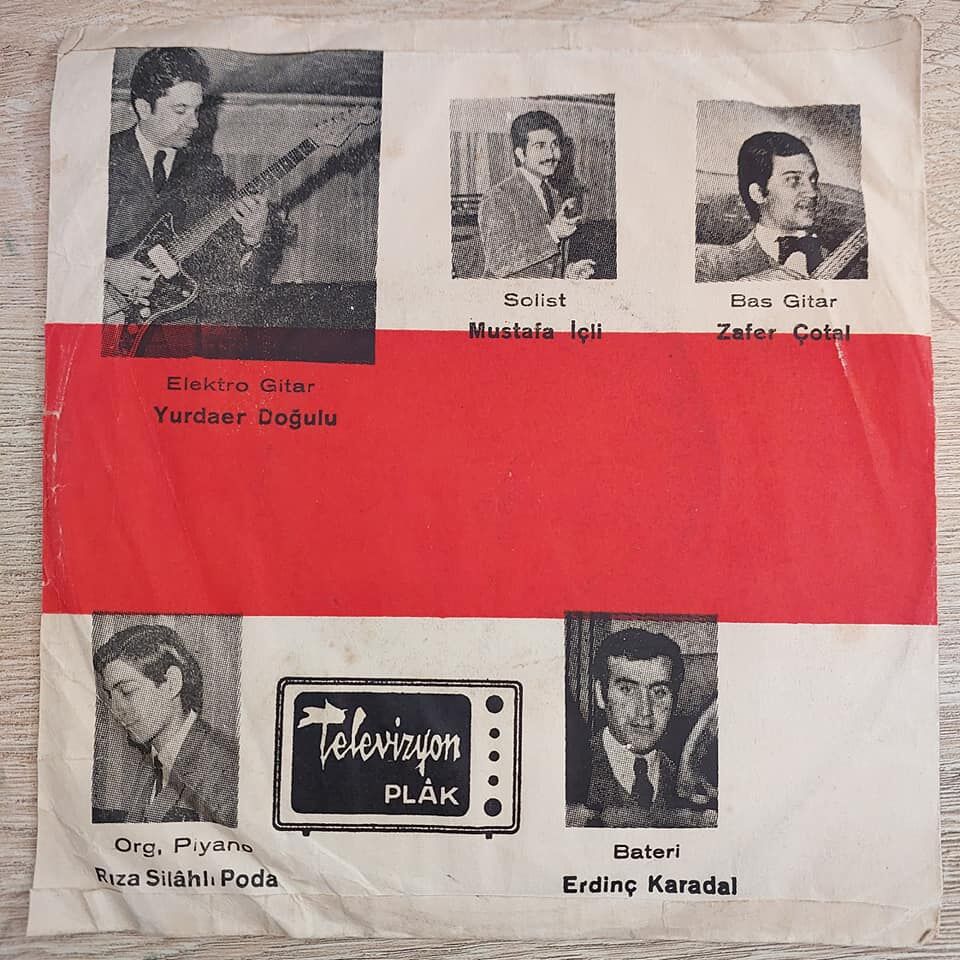 Solist
Mustafa İçli
Bas Gitar
Zafer Çotal
Elektro Gitar
Yurdaer Doğulu
Televizyon
PLÂK
Org, Piyano
Rıza Silâhlı Poda
Bateri
Erdinç Karadal